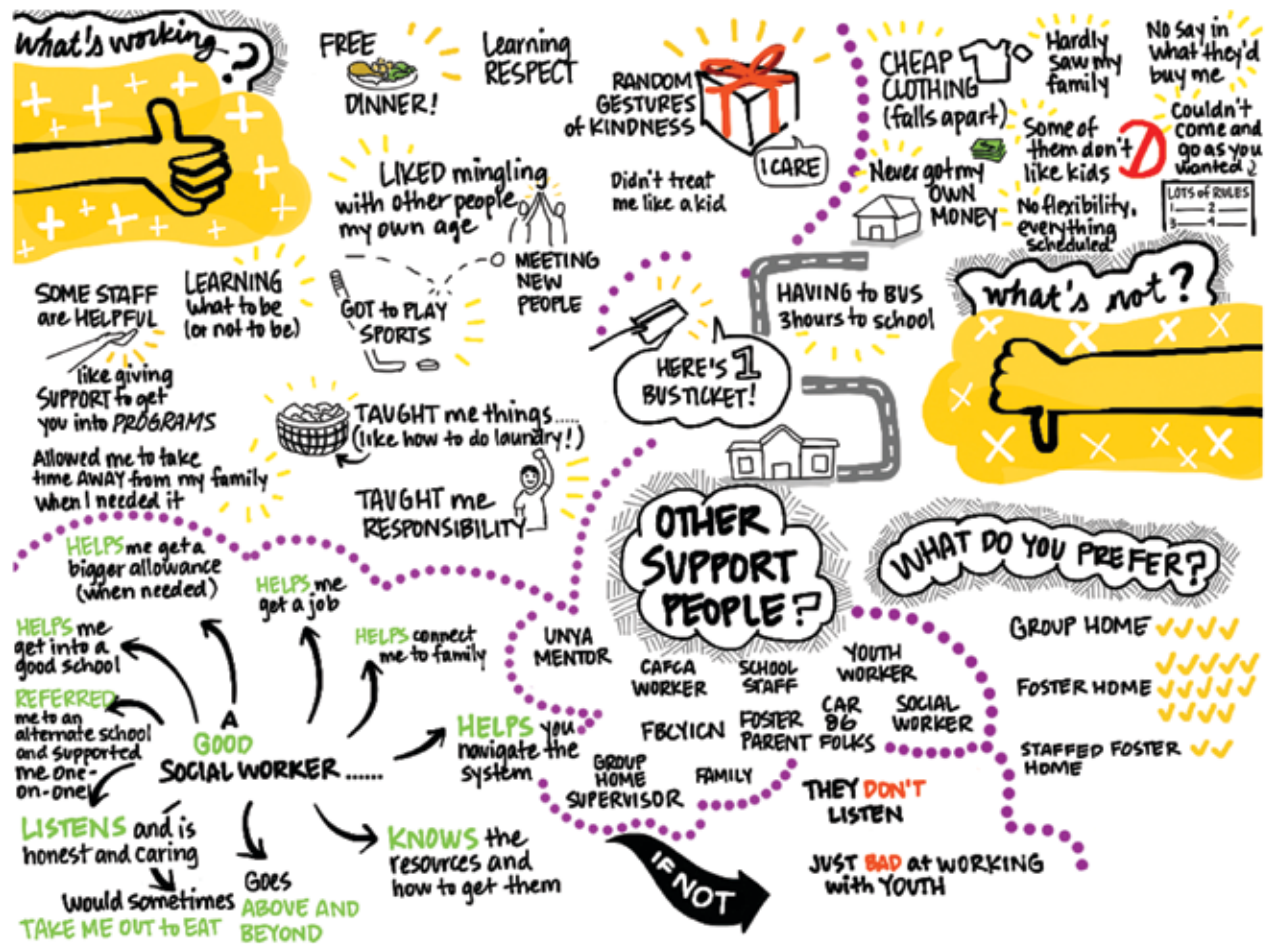 What's working
?
FREE
DINNER!
Learning
RESPECT
RANDOM
GESTURES
of KINDNESS
I CARE
LIKED mingling
with other people
my own age
Didn't treat
me like a kid
MEETING
NEW
PEOPLE
SOME STAFF
are HELPFUL
like giving
SUPPORT to get
you into PROGRAMS
LEARNING
what to be
(or not to be)
GOT to PLAY
SPORTS
Allowed me to take
time AWAY from my family
when I needed it
TAUGHT me things.....
(like how to do laundry!)
TAUGHT me
RESPONSIBILITY
CHEAP
CLOTHING
(falls apart)
Hardly
saw my
family
No say in
what they'd
buy me
Some of
them don't
like kids
Couldn't
come and
go as you
wanted
LOTS of RULES
1 2
3 4
Never got my
OWN
MONEY
No flexibility,
everything
scheduled
What's not?
HAVING to BUS
3hours to school
HERE'S 1
BUS TICKET!
OTHER
SUPPORT
PEOPLE?
UNYA
MENTOR
CAFCA
WORKER
SCHOOL
STAFF
YOUTH
WORKER
FBCYICN
FOSTER
PARENT
CAR
86
FOLKS
SOCIAL
WORKER
GROUP
HOME
SUPERVISOR
FAMILY
WHAT DO YOU PREFER?
GROUP HOME ✓✓✓✓
✓✓✓✓✓
FOSTER HOME ✓✓✓✓✓
✓✓✓✓
STAFFED FOSTER ✓✓
HOME
A
GOOD
SOCIAL WORKER ......
HELPS me get a
bigger allowance
(when needed)
HELPS me
get a job
HELPS connect
me to family
HELPS me
get into a
good school
REFERRED
me to an
alternate school
and supported
me one-
on-one!
HELPS you
navigate the
system
LISTENS and is
honest and caring
Would sometimes
TAKE ME OUT to EAT
GOES
ABOVE AND
BEYOND
KNOWS the
resources and
how to get them
IF NOT
THEY DON'T
LISTEN
JUST BAD at WORKING
with YOUTH